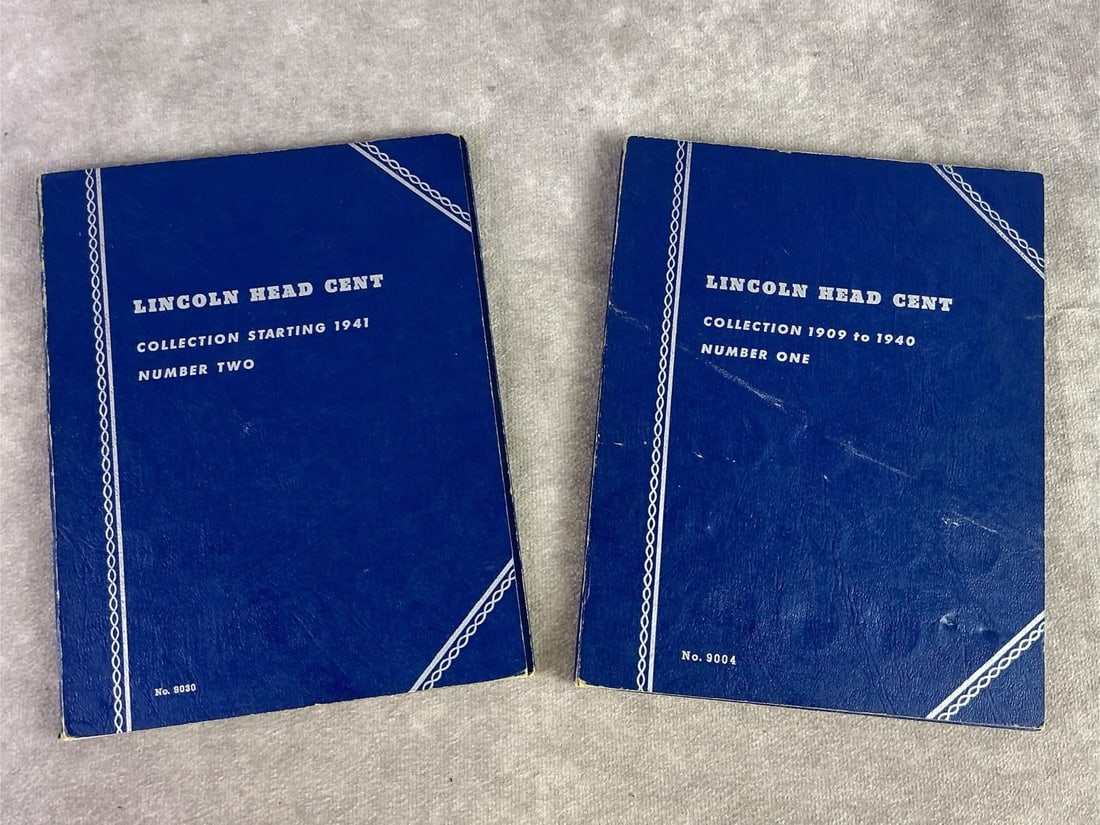 LINCOLN HEAD CENT
COLLECTION STARTING 1941
NUMBER TWO
No. 9030
LINCOLN HEAD CENT
COLLECTION 1909 to 1940
NUMBER ONE
No. 9004